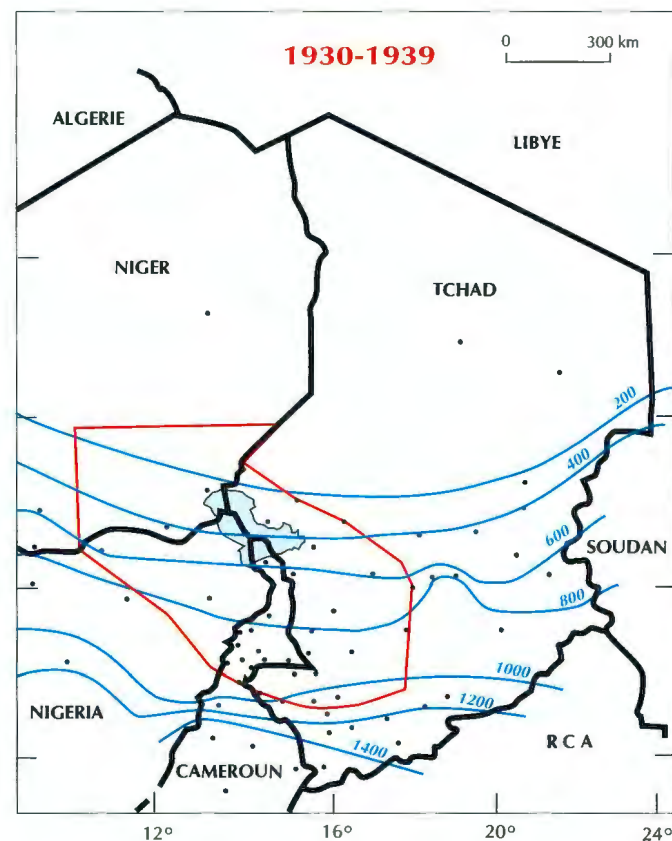 1930-1939
0 300 km
ALGERIE
LIBYE
NIGER
TCHAD
200
400
600
SOUDAN
800
1000
NIGERIA
1200
R C A
1400
CAMEROUN
12° 16° 20° 24°